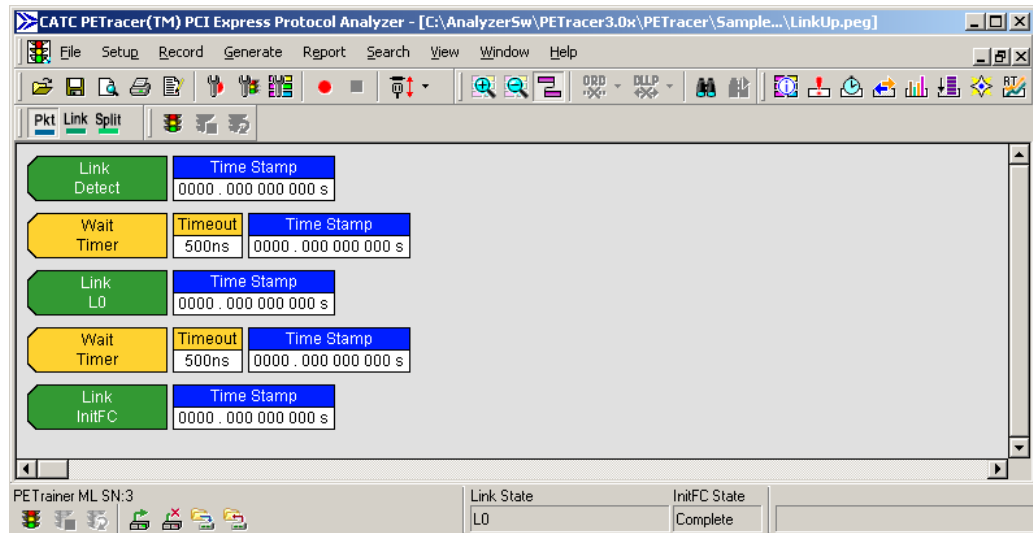 CATC PETracer(TM) PCI Express Protocol Analyzer - [C:\AnalyzerSw\PETracer3.0x\PETracer\Sample...\LinkUp.peg]
File Setup Record Generate Report Search View Window Help
ORD DLLP RT
Pkt Link Split
Link Detect Time Stamp
0000 . 000 000 000 s
Wait Timer Timeout Time Stamp
500ns 0000 . 000 000 000 s
Link L0 Time Stamp
0000 . 000 000 000 s
Wait Timer Timeout Time Stamp
500ns 0000 . 000 000 000 s
Link InitFC Time Stamp
0000 . 000 000 000 s
PETrainer ML SN:3 Link State InitFC State
L0 Complete